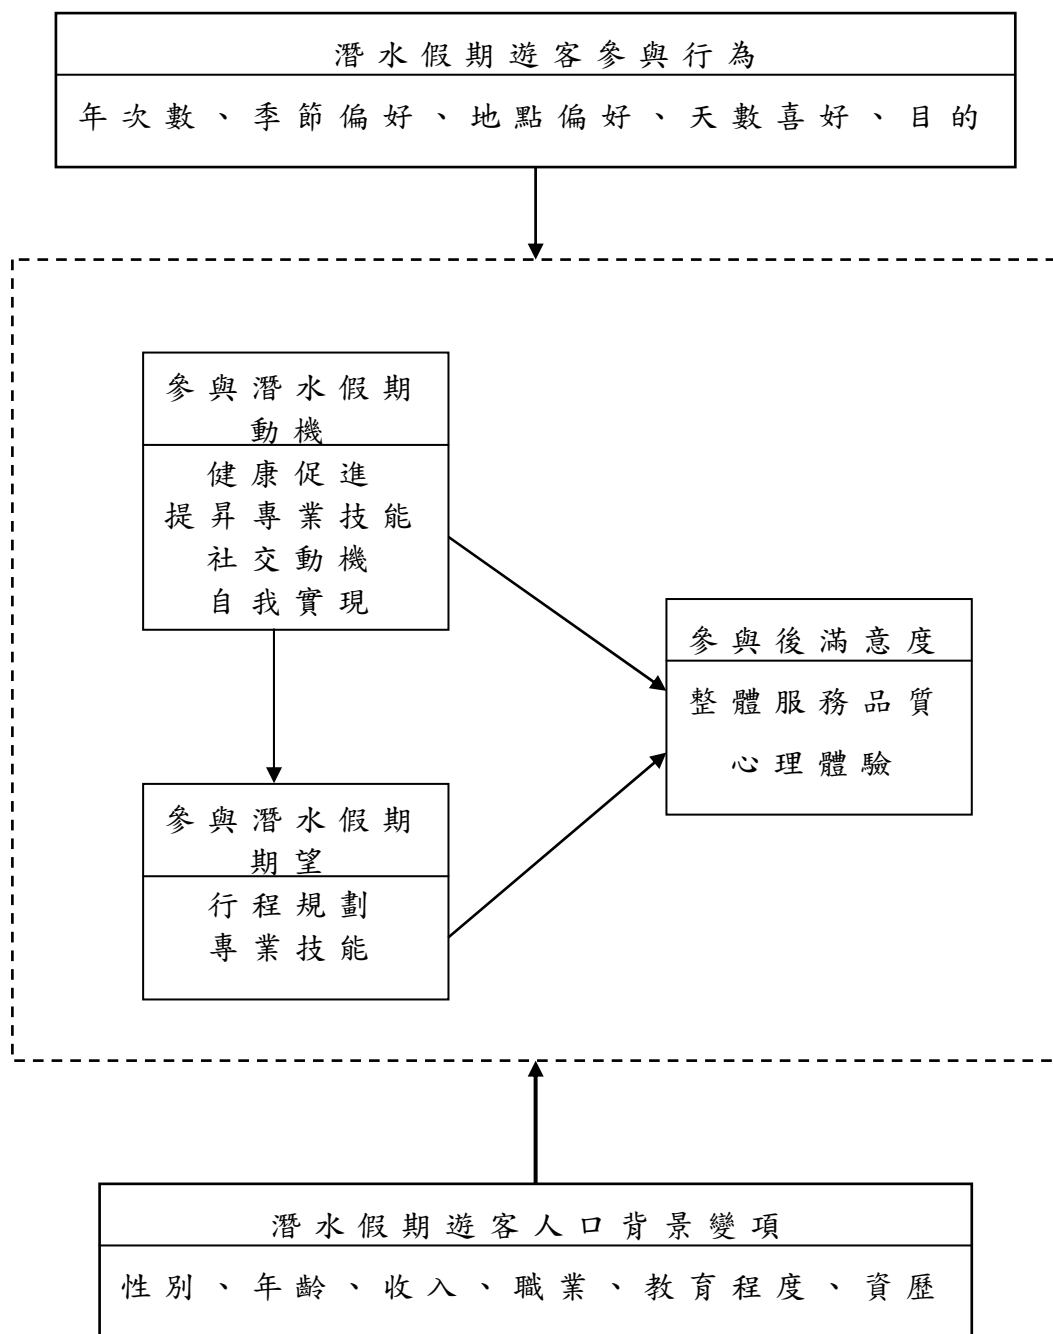 潛水假期遊客參與行為
年次數、季節偏好、地點偏好、天數喜好、目的
參與潛水假期
動機
健康促進
提昇專業技能
社交動機
自我實現
參與後滿意度
整體服務品質
心理體驗
參與潛水假期
期望
行程規劃
專業技能
潛水假期遊客人口背景變項
性別、年齡、收入、職業、教育程度、資歷